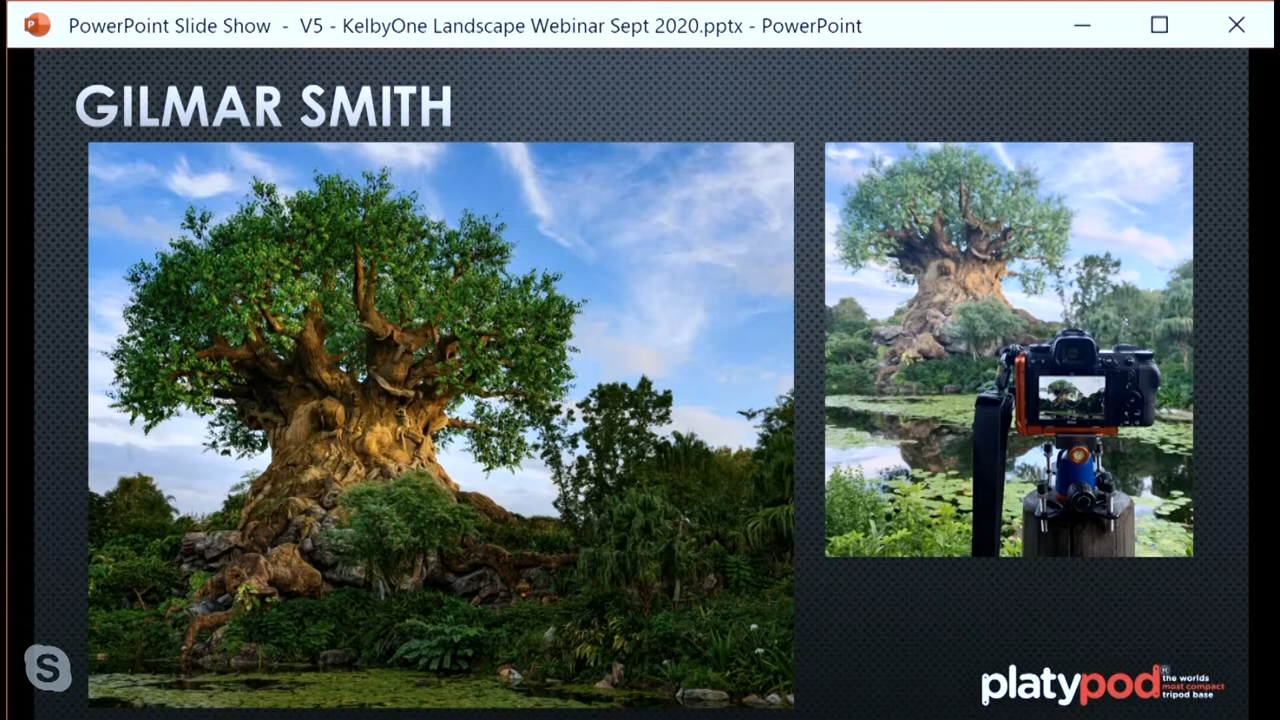 PowerPoint Slide Show - V5 - KelbyOne Landscape Webinar Sept 2020.pptx - PowerPoint
GILMAR SMITH
platypod
the worlds
most compact
tripod base